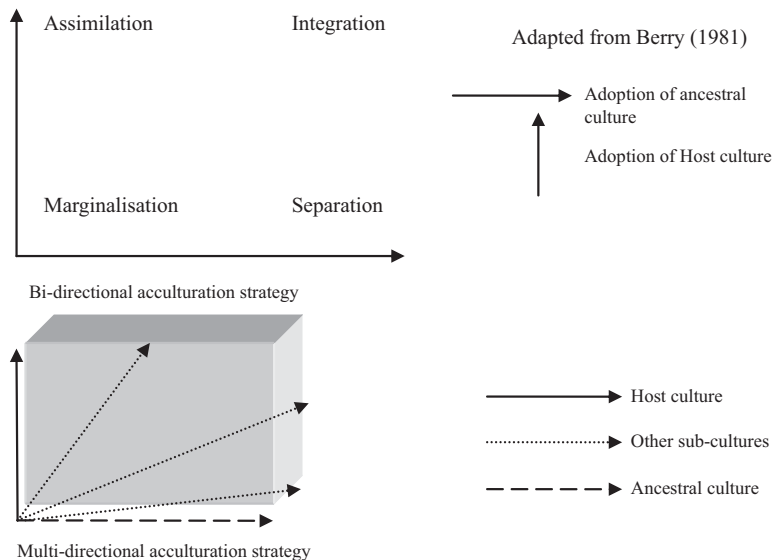 Assimilation
Integration
Adapted from Berry (1981)
Adoption of ancestral
culture
Adoption of Host culture
Marginalisation
Separation
Bi-directional acculturation strategy
Host culture
Other sub-cultures
Ancestral culture
Multi-directional acculturation strategy